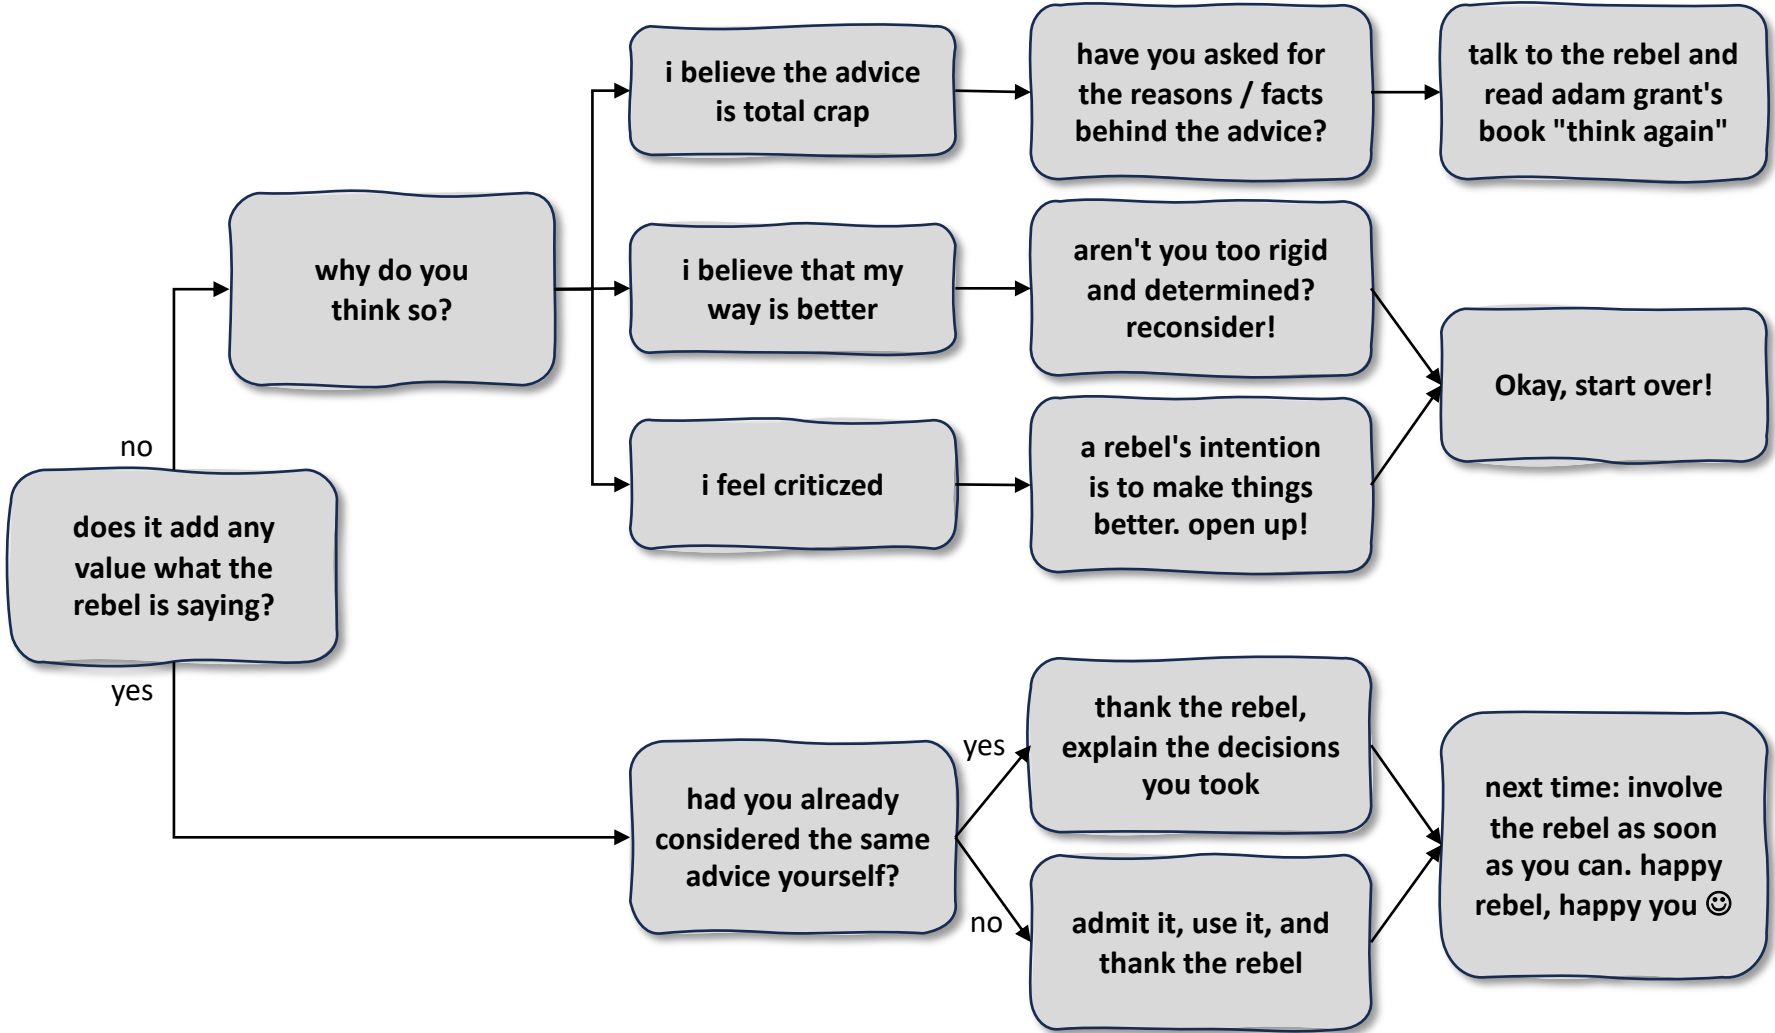 i believe the advice
is total crap
have you asked for
the reasons / facts
behind the advice?
talk to the rebel and
read adam grant's
book "think again"
why do you
think so?
i believe that my
way is better
aren't you too rigid
and determined?
reconsider!
Okay, start over!
no
i feel criticzed
a rebel's intention
is to make things
better. open up!
does it add any
value what the
rebel is saying?
yes
had you already
considered the same
advice yourself?
yes
thank the rebel,
explain the decisions
you took
no
admit it, use it, and
thank the rebel
next time: involve
the rebel as soon
as you can. happy
rebel, happy you ☺